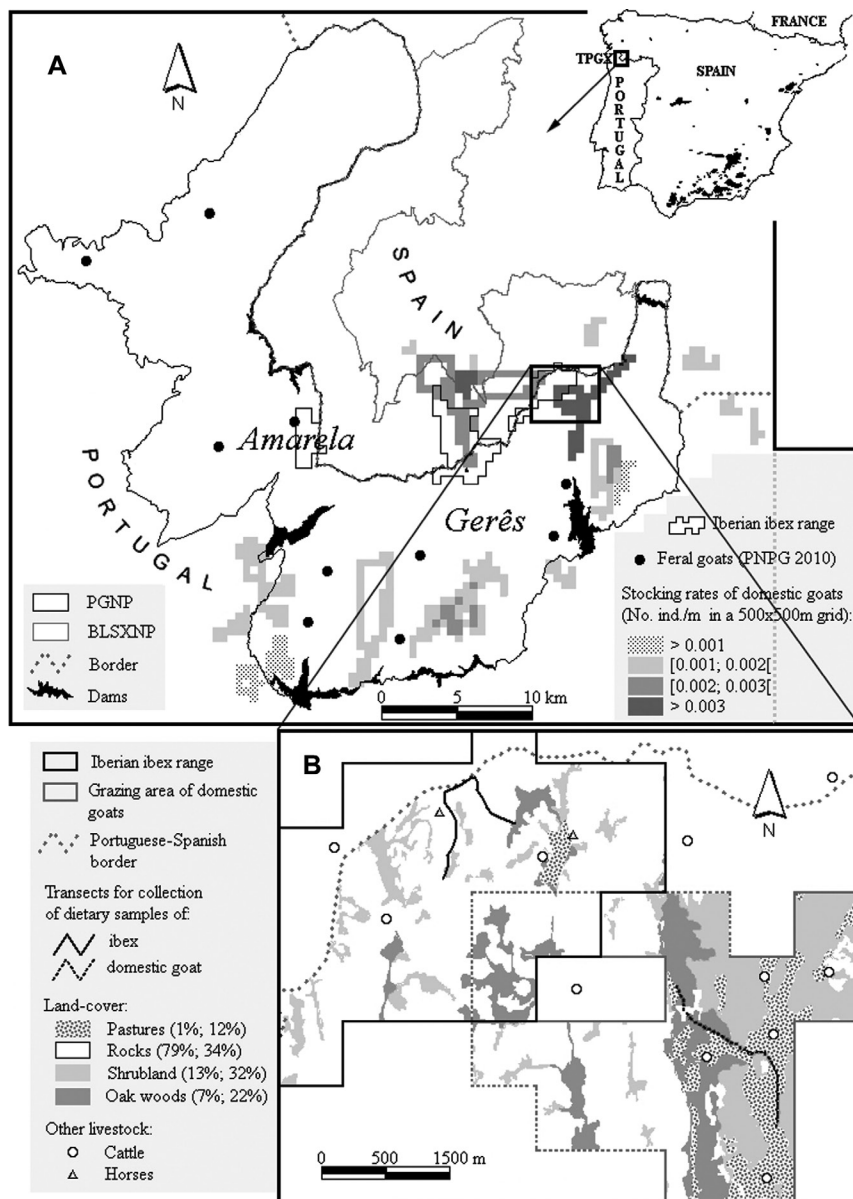 A
N
FRANCE
TPGX
SPAIN
PORTUGAL
SPAIN
Amarela
PORTUGAL
Gerês
Iberian ibex range
Feral goats (PNPG 2010)
Stocking rates of domestic goats
(No. ind./m in a 500x500m grid):
> 0.001
[0.001; 0.002[
[0.002; 0.003[
> 0.003
PGNP
BLSXNP
Border
Dams
0 5 10 km
B
N
Iberian ibex range
Grazing area of domestic
goats
Portuguese-Spanish
border
Transects for collection
of dietary samples of:
ibex
domestic goat
Land-cover:
Pastures (1%; 12%)
Rocks (79%; 34%)
Shrubland (13%; 32%)
Oak woods (7%; 22%)
Other livestock:
Cattle
Horses
0 500 1500 m